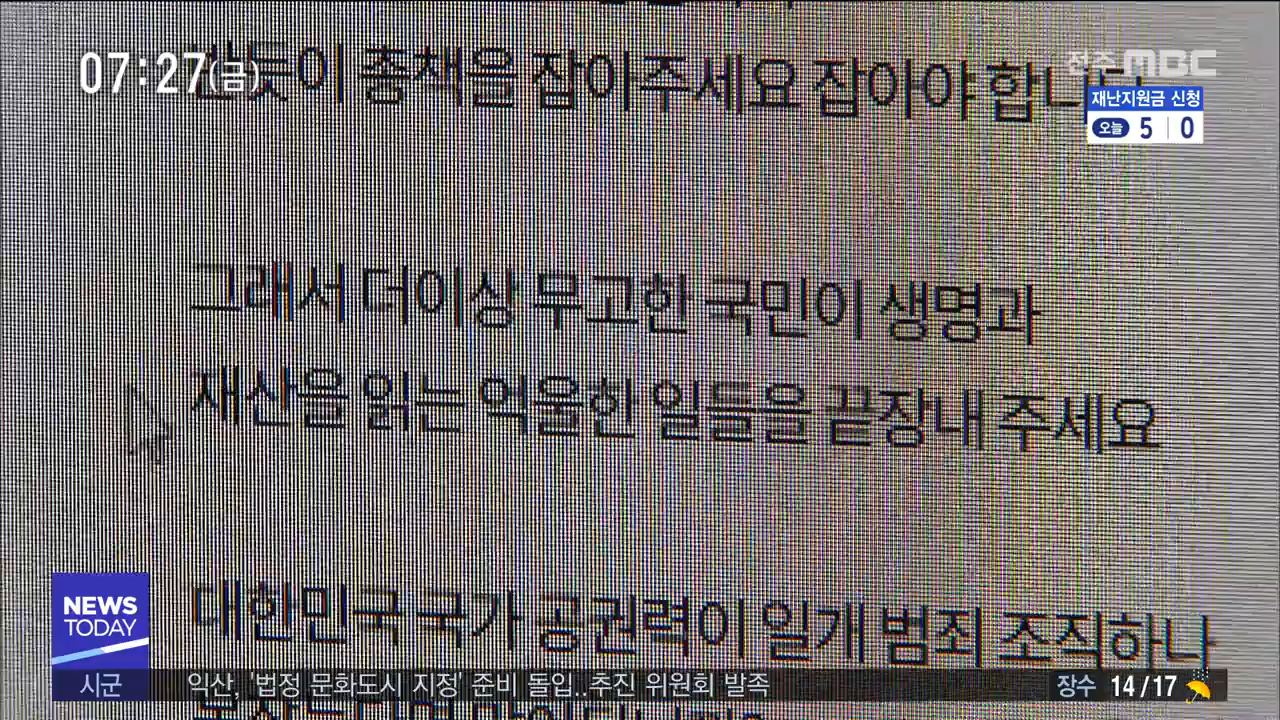 07:27(금)
전주MBC
듯이 총책을 잡아주세요 잡아야 합니다
재난지원금 신청
오늘 5 0
그래서 더이상 무고한 국민이 생명과
재산을 읽는 억울한 일들을 끝장내 주세요
대한민국 국가 공권력이 일개 범죄 조직하나
NEWS
TODAY
시군 익산, '법정 문화도시 지정' 준비 돌입..추진 위원회 발족 장수 14/17